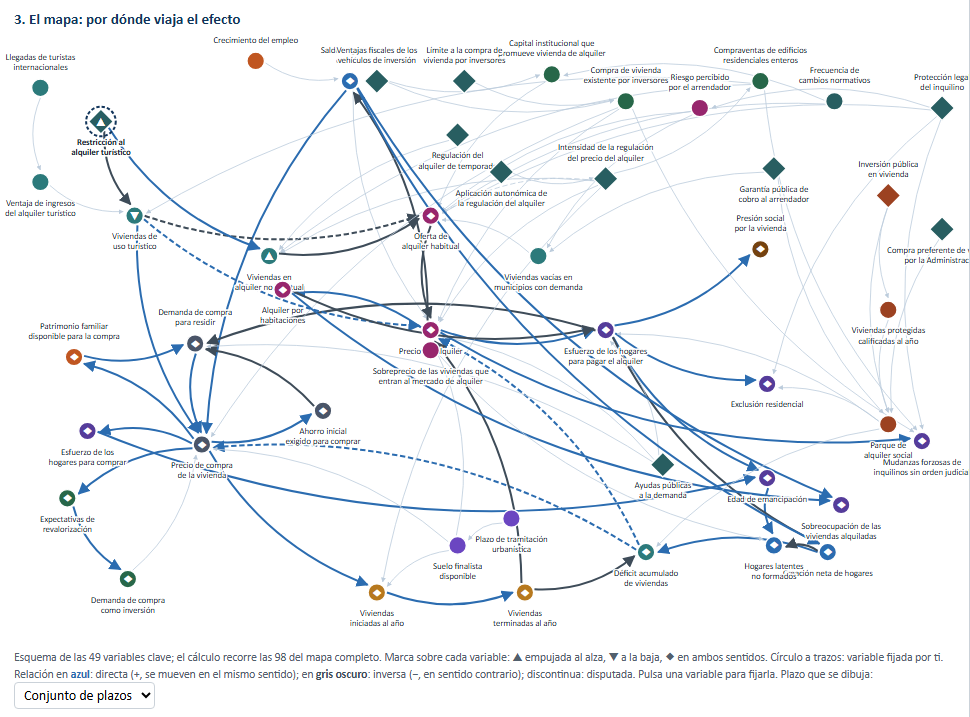 3. El mapa: por dónde viaja el efecto
Crecimiento del empleo
Llegadas de turistas
internacionales
Ventajas fiscales de los
vehículos de inversión
Límite a la compra de
vivienda por inversores
Capital institucional que
promueve vivienda de alquiler
Compraventas de edificios
residenciales enteros
Compra de vivienda
existente por inversores
Riesgo percibido
por el arrendador
Frecuencia de
cambios normativos
Protección lega
del inquilino
Restricción al
alquiler turístico
Regulación del
alquiler de temporada
Intensidad de la regulación
del precio del alquiler
Inversión pública
en vivienda
Aplicación autonómica de
la regulación del alquiler
Garantía pública de
cobro al arrendador
Ventaja de ingresos
del alquiler turístico
Presión social
por la vivienda
Viviendas de
uso turístico
Oferta de
alquiler habitual
Compra preferente de v
por la Administrac
Viviendas en
alquiler no
Viviendas vacías en
municipios con demanda
Alquiler por
habitaciones
Demanda de compra
para residir
Patrimonio familiar
disponible para la compra
Viviendas protegidas
calificadas al año
Precio
alquiler
Esfuerzo de los hogares
para pagar el alquiler
Sobreprecio de las viviendas que
entran al mercado de alquiler
Exclusión residencial
Ahorro inicial
exigido para comprar
Parque de
alquiler social
Esfuerzo de los
hogares para comprar
Precio de compra
de la vivienda
Mudanzas forzosas de
inquilinos sin orden judicia
Ayudas públicas
a la demanda
Edad de emancipación
Expectativas de
revalorización
Plazo de tramitación
urbanística
Sobreocupación de las
viviendas alquiladas
Suelo finalista
disponible
Déficit acumulado
de viviendas
Hogares latentes
no formados
neta de hogares
Demanda de compra
como inversión
Viviendas
iniciadas al año
Viviendas
terminadas al año
Esquema de las 49 variables clave; el cálculo recorre las 98 del mapa completo. Marca sobre cada variable: ▲ empujada al alza, ▼ a la baja, ◆ en ambos sentidos. Círculo a trazos: variable fijada por ti.
Relación en azul: directa (+, se mueven en el mismo sentido); en gris oscuro: inversa (−, en sentido contrario); discontinua: disputada. Pulsa una variable para fijarla. Plazo que se dibuja:
Conjunto de plazos